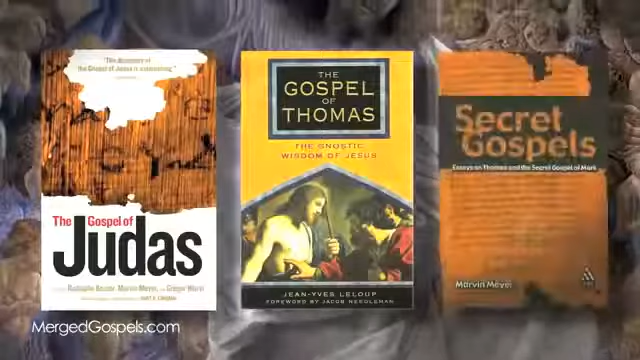 "The discovery of
the Gospel of Judas is astonishing."
The Gospel of
Judas
Rodolphe Kasser, Marvin Meyer, and Gregor Wurst
BART D. EHRMAN
THE
GOSPEL
OF
THOMAS
THE GNOSTIC
WISDOM OF JESUS
JEAN-YVES LELOUP
FOREWORD BY JACOB NEEDLEMAN
Secret
Gospels
Essays on Thomas and the Secret Gospel of Mark
Marvin Meyer
MergedGospels.com